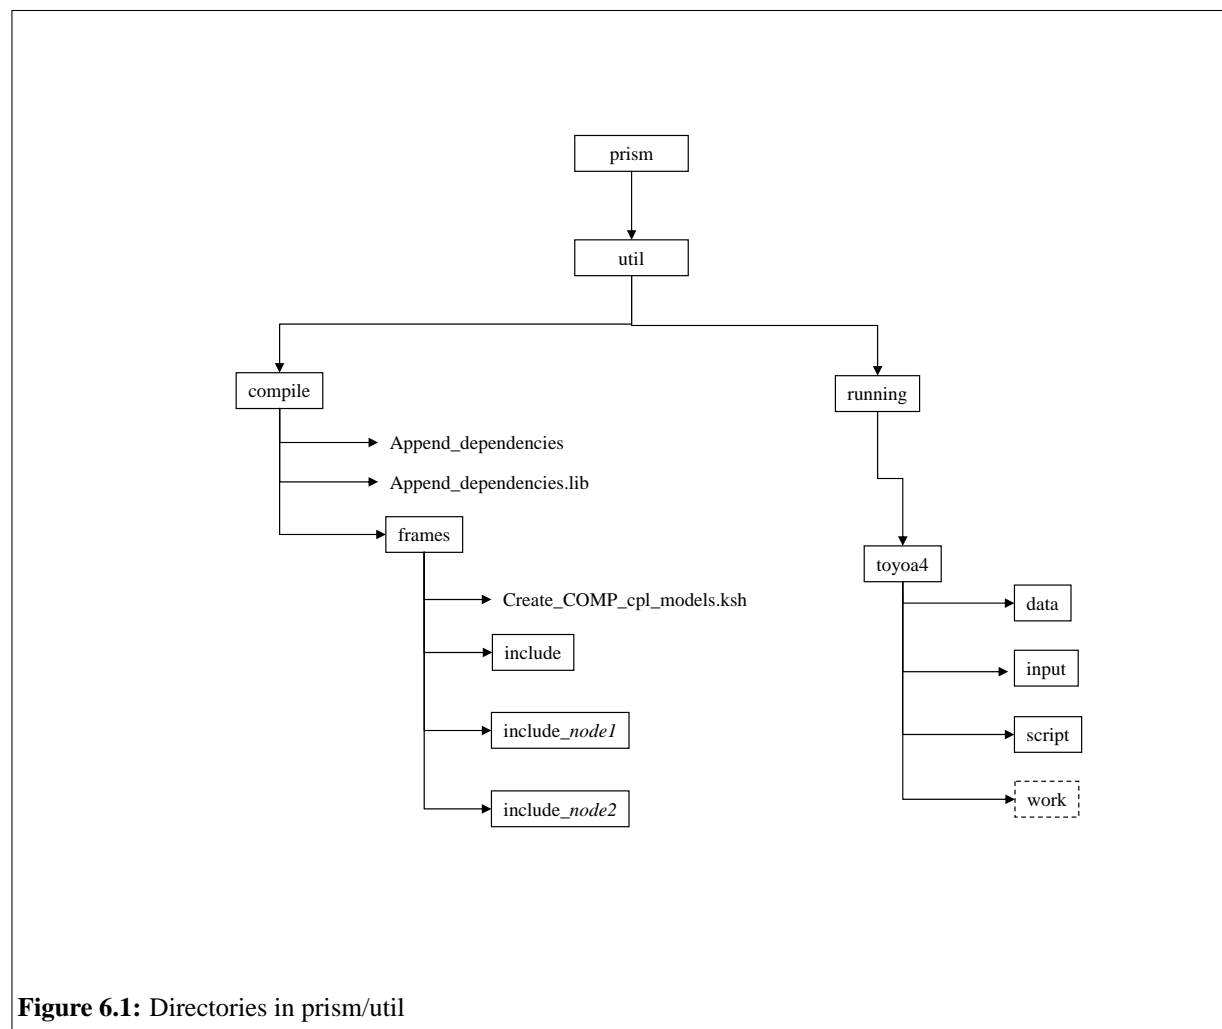 prism
util
compile
running
Append_dependencies
Append_dependencies.lib
frames
toyoa4
Create_COMP_cpl_models.ksh
data
include
input
include_node1
script
include_node2
work
Figure 6.1: Directories in prism/util